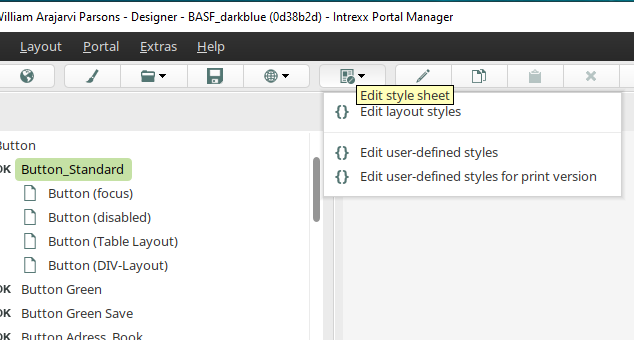 William Arajarvi Parsons - Designer - BASF_darkblue (0d38b2d) - Intrexx Portal Manager
Layout Portal Extras Help
Edit style sheet
Edit layout styles
Edit user-defined styles
Edit user-defined styles for print version
Button
OK Button_Standard
Button (focus)
Button (disabled)
Button (Table Layout)
Button (DIV-Layout)
OK Button Green
OK Button Green Save
OK Button Adress_Book